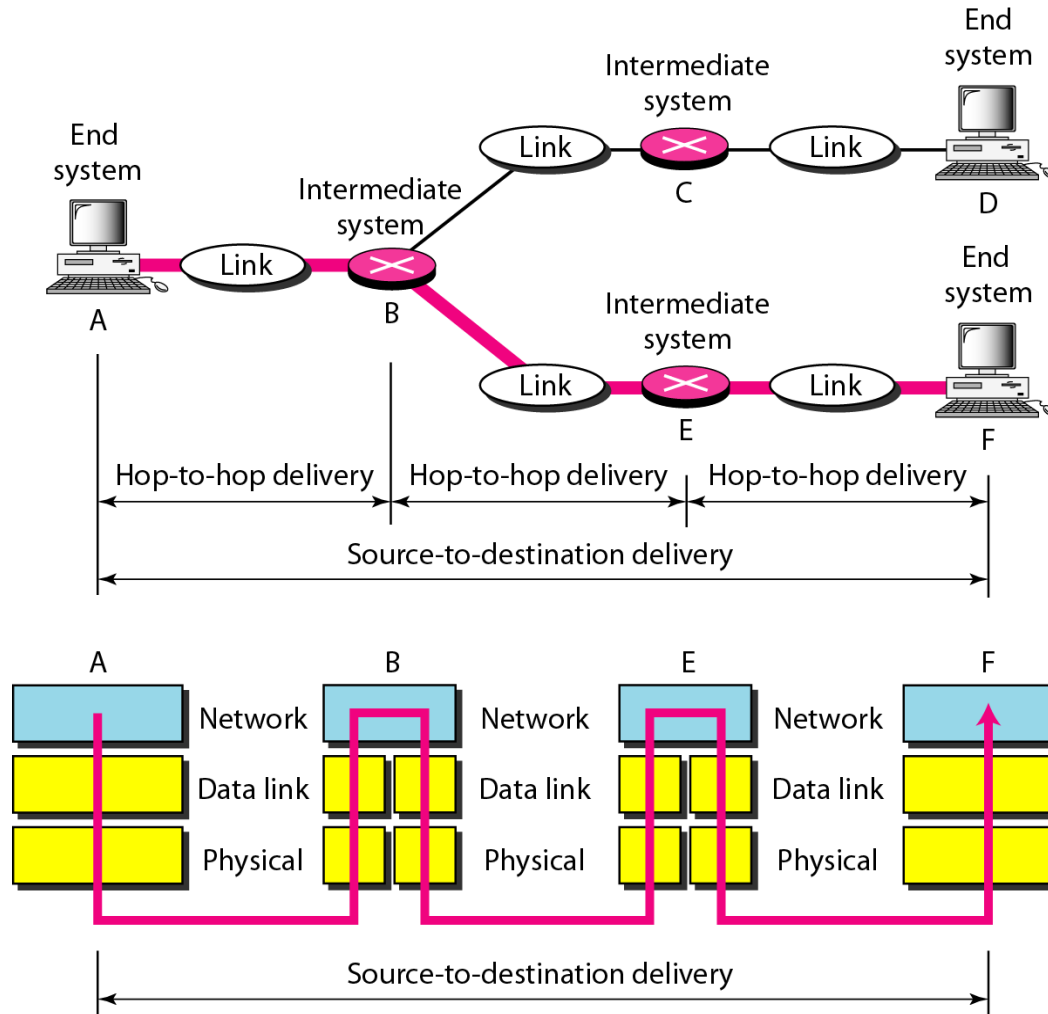 End
system
Intermediate
system
Link
Link
C
D
End
system
Intermediate
system
Link
A
B
End
system
Intermediate
system
Link
Link
E
F
Hop-to-hop delivery
Hop-to-hop delivery
Hop-to-hop delivery
Source-to-destination delivery
A
B
E
F
Network
Network
Network
Data link
Data link
Data link
Physical
Physical
Physical
Source-to-destination delivery